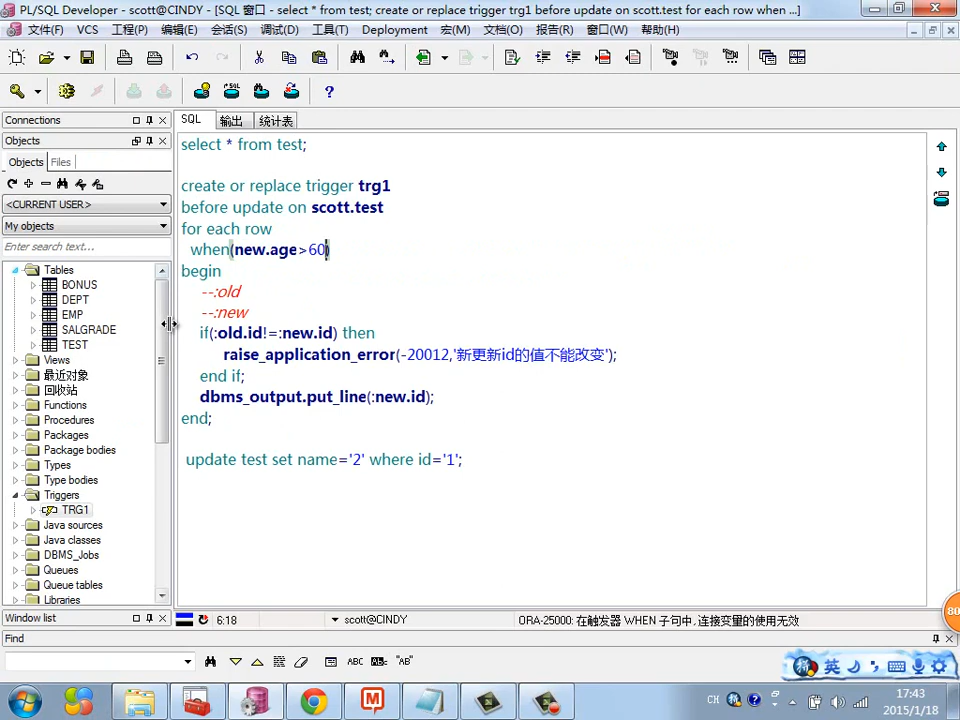 PL/SQL Developer - scott@CINDY - [SQL 窗口 - select * from test; create or replace trigger trg1 before update on scott.test for each row when ...]
文件(F) VCS 工程(P) 编辑(E) 会话(S) 调试(D) 工具(T) Deployment 宏(M) 文档(O) 报告(R) 窗口(W) 帮助(H)
Connections
SQL 输出 统计表
Objects
Objects Files
<CURRENT USER>
My objects
Enter search text...
Tables
BONUS
DEPT
EMP
SALGRADE
TEST
Views
最近对象
回收站
Functions
Procedures
Packages
Package bodies
Types
Type bodies
Triggers
TRG1
Java sources
Java classes
DBMS_Jobs
Queues
Queue tables
Libraries
select * from test;
create or replace trigger trg1
before update on scott.test
for each row
when(new.age>60)
begin
--:old
--:new
if(:old.id!=:new.id) then
raise_application_error(-20012,'新更新id的值不能改变');
end if;
dbms_output.put_line(:new.id);
end;
update test set name='2' where id='1';
Window list
6:18 scott@CINDY ORA-25000: 在触发器 WHEN 子句中, 连接变量的使用无效
Find
ABC "AB"
英
80
CH 17:43
2015/1/18